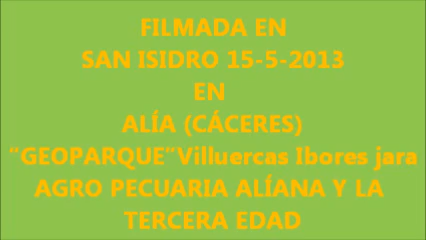 FILMADA EN
SAN ISIDRO 15-5-2013
EN
ALÍA (CÁCERES)
"GEOPARQUE"Villuercas Ibores jara
AGRO PECUARIA ALÍANA Y LA
TERCERA EDAD